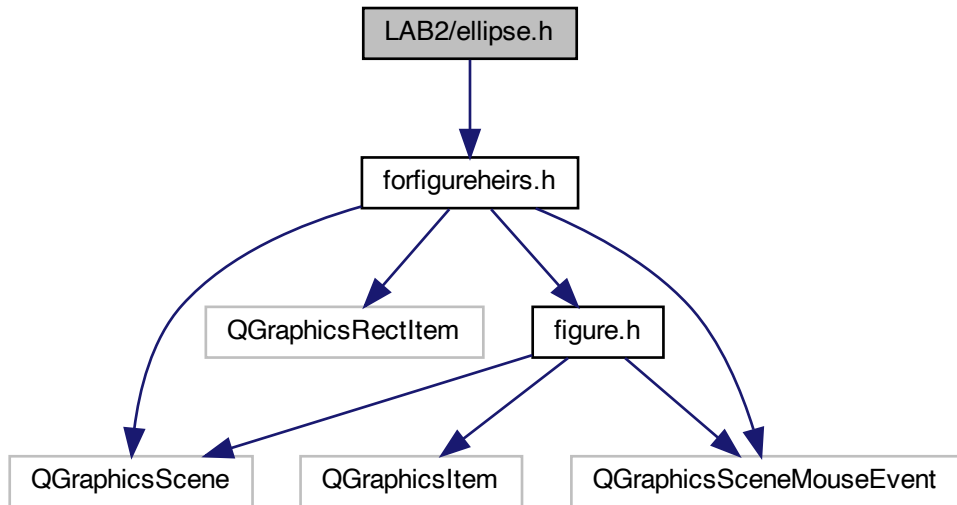 LAB2/ellipse.h
forfigureheirs.h
QGraphicsRectItem
figure.h
QGraphicsScene
QGraphicsItem
QGraphicsSceneMouseEvent